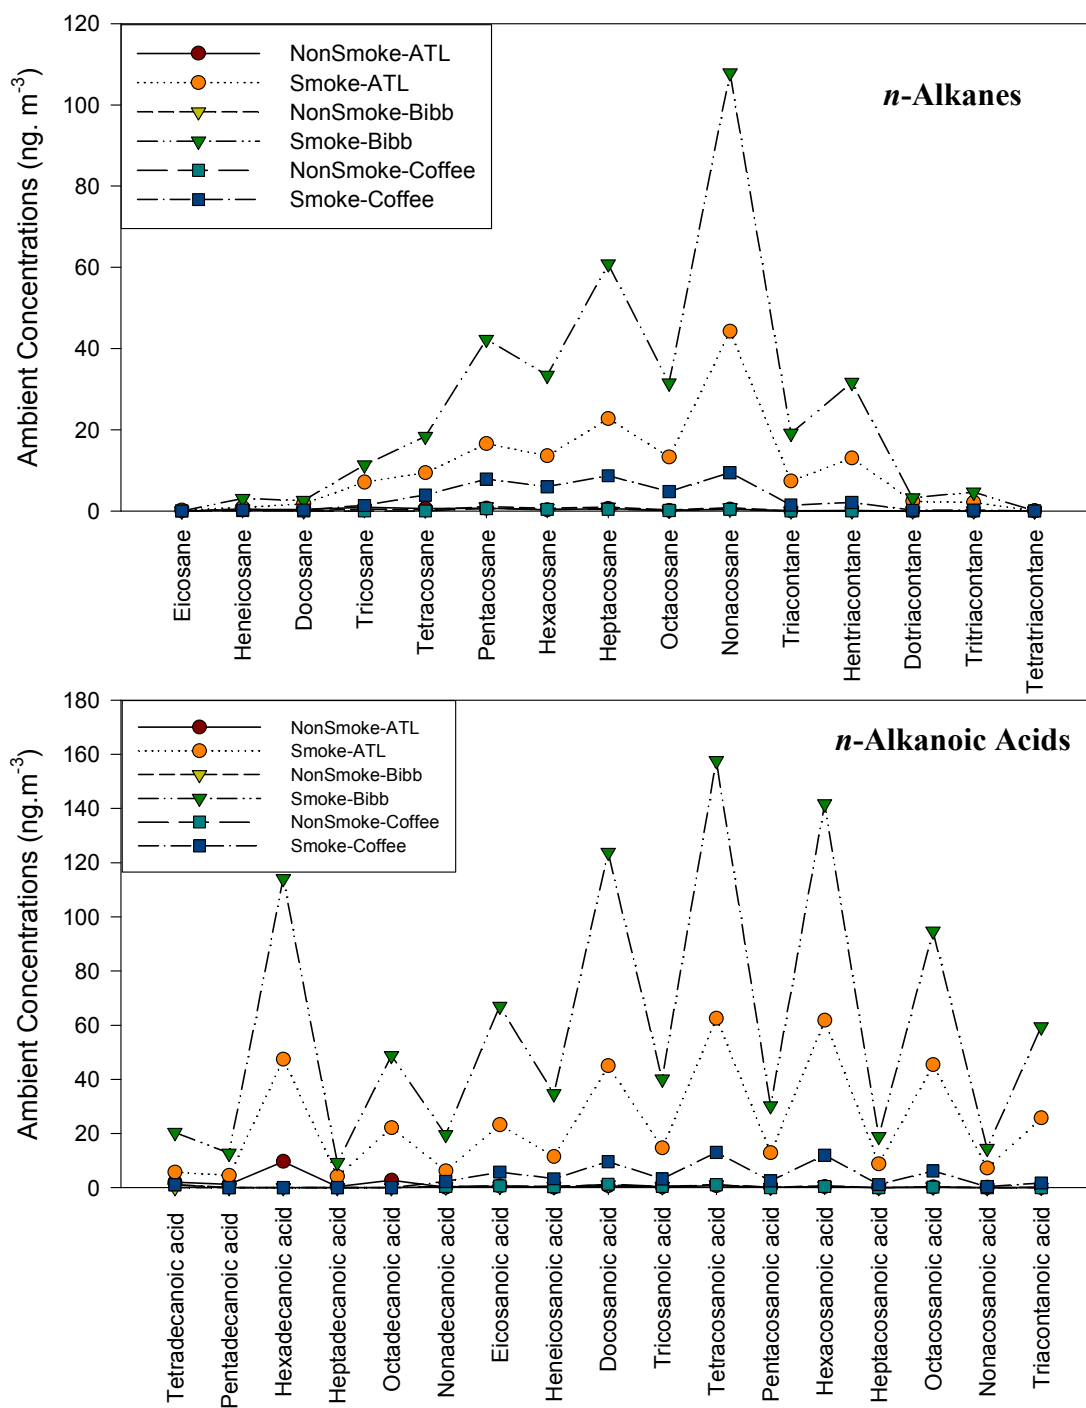 120
100
80
60
40
20
0
Ambient Concentrations (ng. m-3)
NonSmoke-ATL
Smoke-ATL
NonSmoke-Bibb
Smoke-Bibb
NonSmoke-Coffee
Smoke-Coffee
n-Alkanes
Eicosane
Heneicosane
Docosane
Tricosane
Tetracosane
Pentacosane
Hexacosane
Heptacosane
Octacosane
Nonacosane
Triacontane
Hentriacontane
Dotriacontane
Tritriacontane
Tetratriacontane
180
160
140
120
100
80
60
40
20
0
Ambient Concentrations (ng.m-3)
NonSmoke-ATL
Smoke-ATL
NonSmoke-Bibb
Smoke-Bibb
NonSmoke-Coffee
Smoke-Coffee
n-Alkanoic Acids
Tetradecanoic acid
Pentadecanoic acid
Hexadecanoic acid
Heptadecanoic acid
Octadecanoic acid
Nonadecanoic acid
Eicosanoic acid
Heneicosanoic acid
Docosanoic acid
Tricosanoic acid
Tetracosanoic acid
Pentacosanoic acid
Hexacosanoic acid
Heptacosanoic acid
Octacosanoic acid
Nonacosanoic acid
Triacontanoic acid